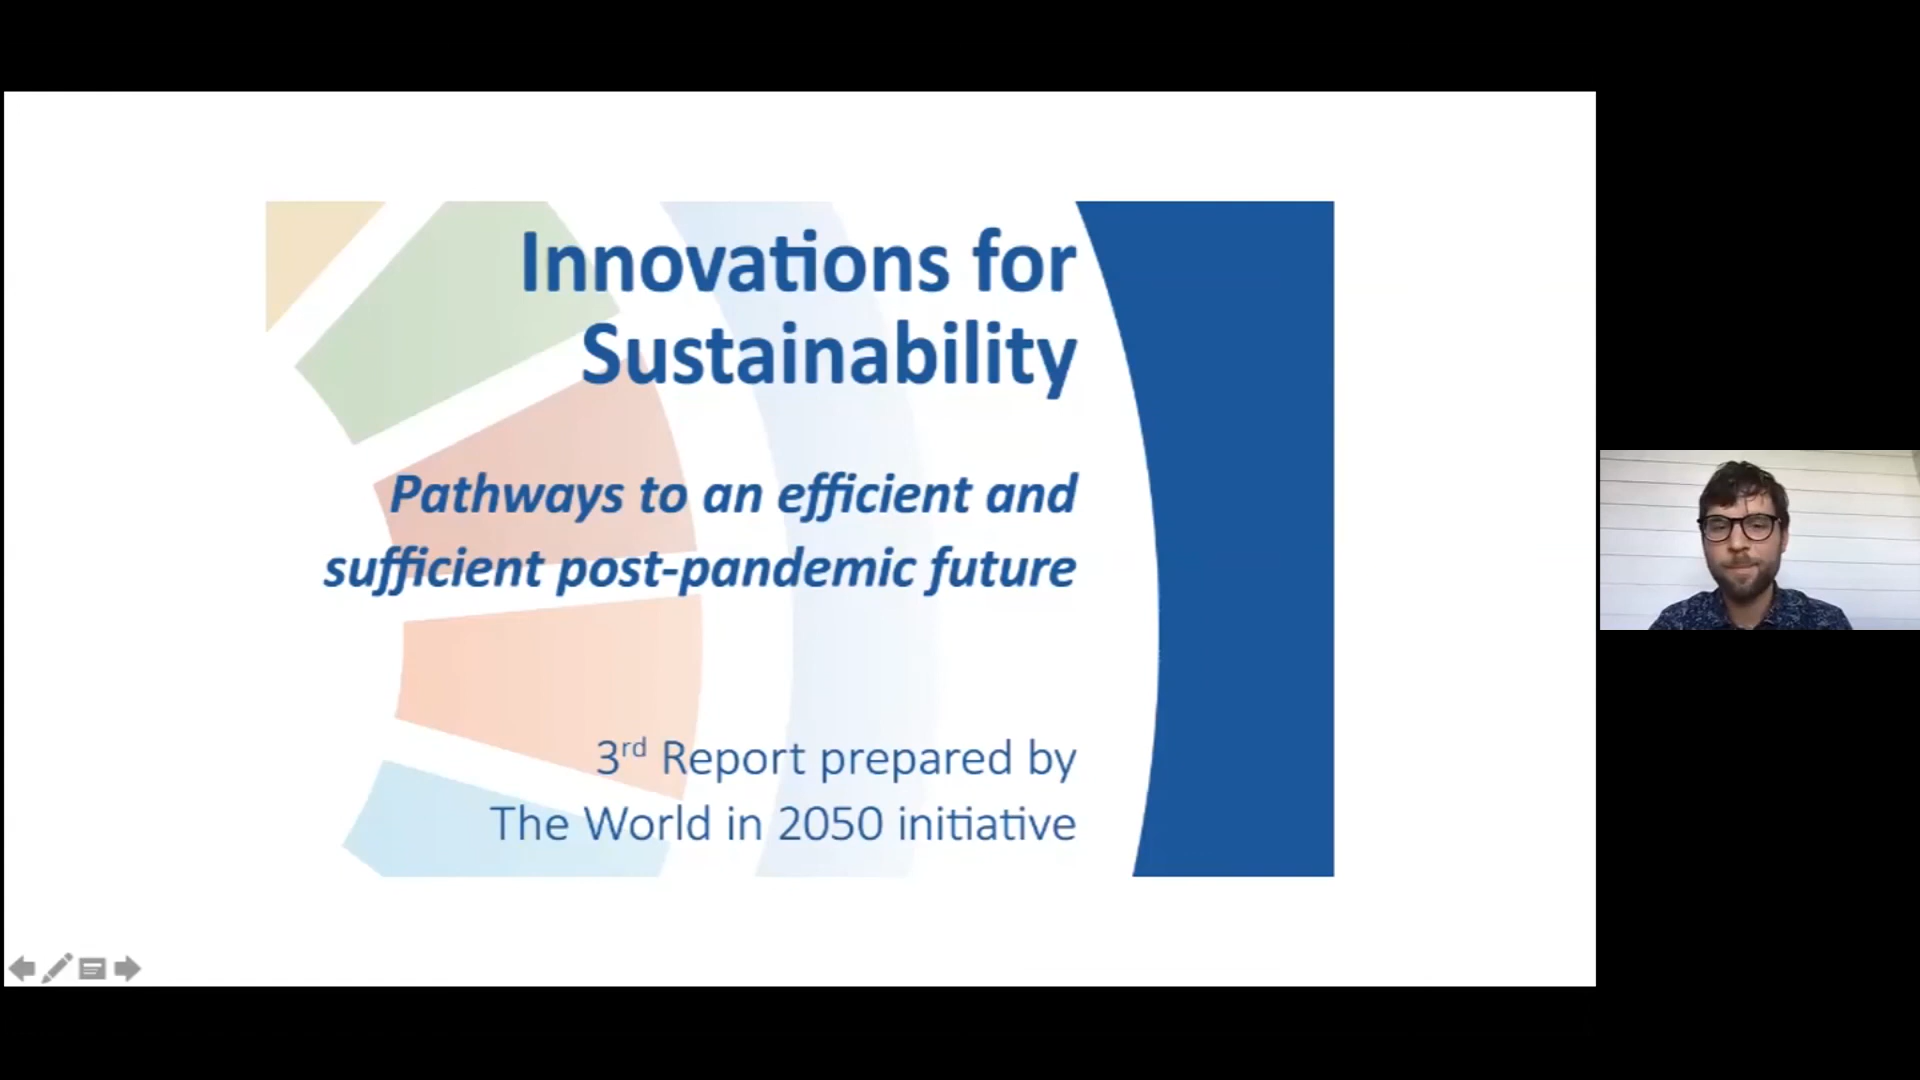 Innovations for
Sustainability
Pathways to an efficient and
sufficient post-pandemic future
3rd Report prepared by
The World in 2050 initiative